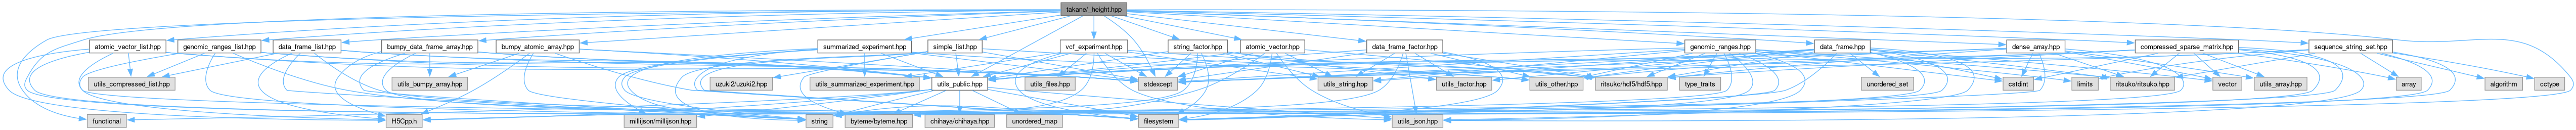 takane/_height.hpp
atomic_vector_list.hpp
genomic_ranges_list.hpp
data_frame_list.hpp
bumpy_data_frame_array.hpp
bumpy_atomic_array.hpp
summarized_experiment.hpp
simple_list.hpp
vcf_experiment.hpp
string_factor.hpp
atomic_vector.hpp
data_frame_factor.hpp
genomic_ranges.hpp
data_frame.hpp
dense_array.hpp
compressed_sparse_matrix.hpp
sequence_string_set.hpp
utils_compressed_list.hpp
utils_bumpy_array.hpp
uzuki2/uzuki2.hpp
utils_summarized_experiment.hpp
utils_public.hpp
utils_files.hpp
stdexcept
utils_string.hpp
utils_factor.hpp
utils_other.hpp
ritsuko/hdf5/hdf5.hpp
type_traits
unordered_set
cstdint
limits
ritsuko/ritsuko.hpp
vector
utils_array.hpp
array
algorithm
cctype
functional
H5Cpp.h
millijson/millijson.hpp
string
byteme/byteme.hpp
chihaya/chihaya.hpp
unordered_map
filesystem
utils_json.hpp